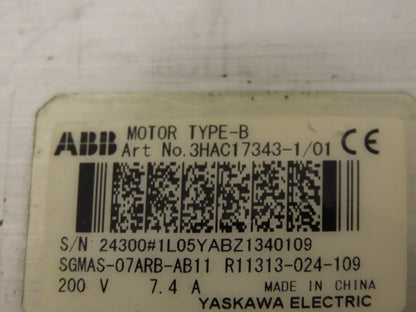 ABB MOTOR TYPE-B
Art No.3HAC17343-1/01 CE
S/N 24300#1L05YABZ1340109
SGMAS-07ARB-AB11 R11313-024-109
200 V 7.4 A MADE IN CHINA
YASKAWA ELECTRIC